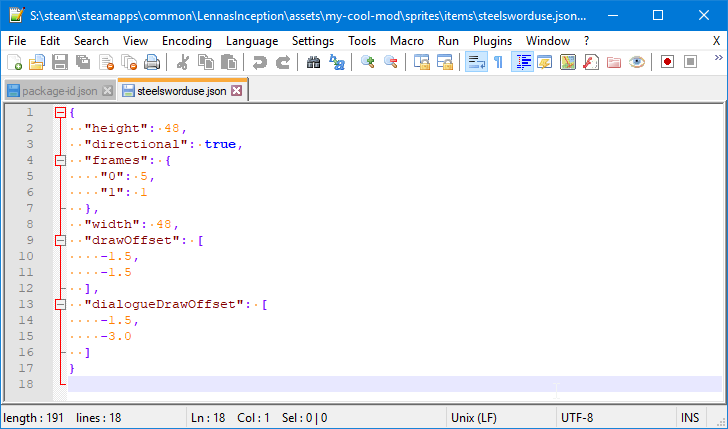 S:\steam\steamapps\common\LennasInception\assets\my-cool-mod\sprites\items\steelsworduse.json...
File Edit Search View Encoding Language Settings Tools Macro Run Plugins Window ? X
package-id.json steelsworduse.json
1 {
2 "height": 48,
3 "directional": true,
4 "frames": {
5 "0": 5,
6 "1": 1
7 },
8 "width": 48,
9 "drawOffset": [
10 -1.5,
11 -1.5
12 ],
13 "dialogueDrawOffset": [
14 -1.5,
15 -3.0
16 ]
17 }
18
length : 191 lines : 18 Ln : 18 Col : 1 Sel : 0 | 0 Unix (LF) UTF-8 INS